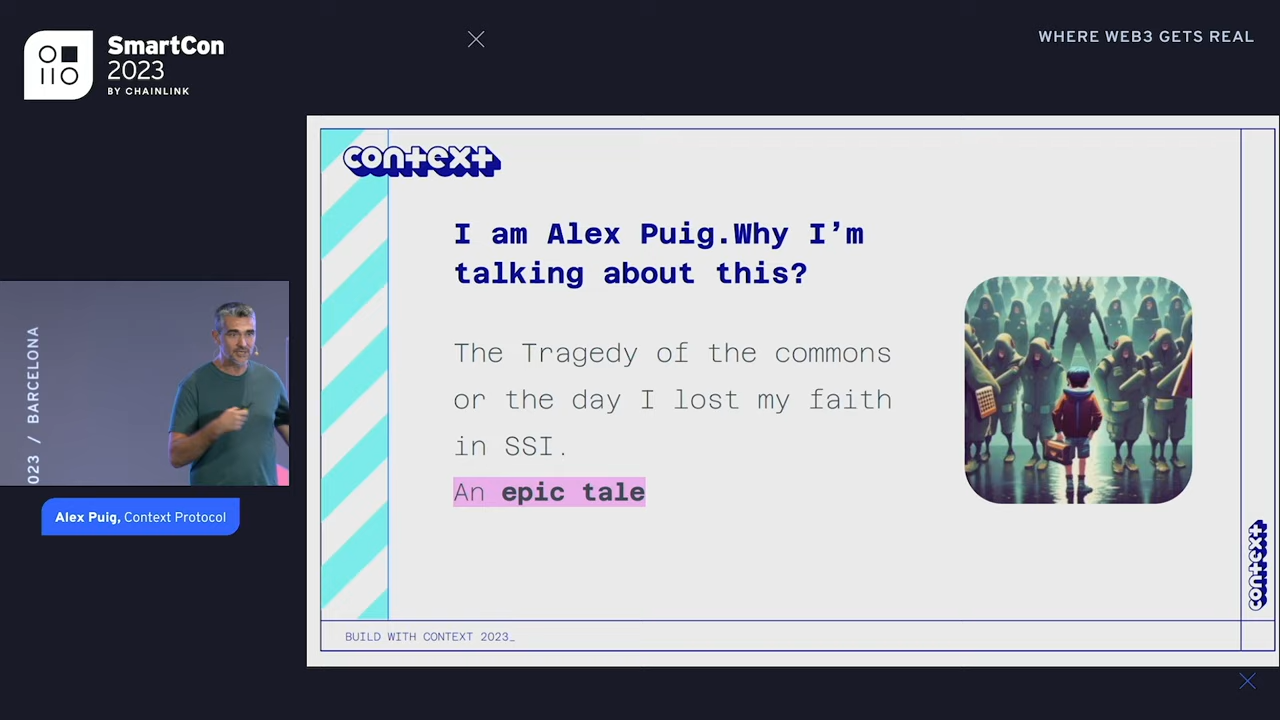 SmartCon
2023
BY CHAINLINK
WHERE WEB3 GETS REAL
context
I am Alex Puig.Why I’m
talking about this?
The Tragedy of the commons
or the day I lost my faith
in SSI.
An epic tale
023 / BARCELONA
Alex Puig, Context Protocol
context
BUILD WITH CONTEXT 2023_